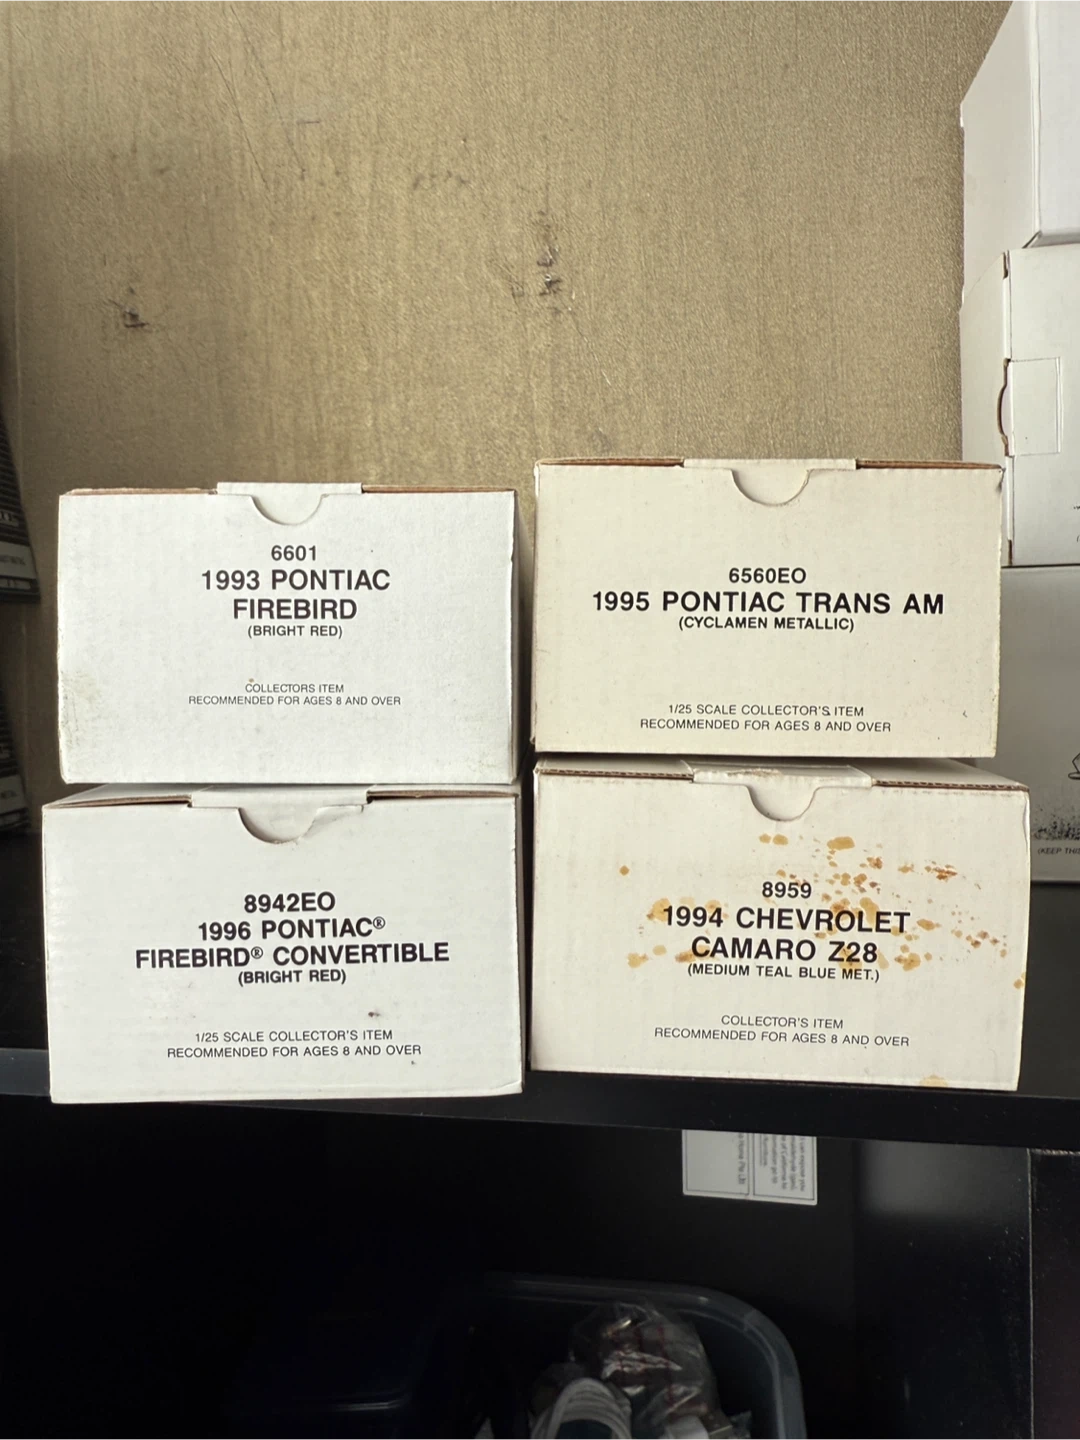 6601
1993 PONTIAC
FIREBIRD
(BRIGHT RED)
COLLECTORS ITEM
RECOMMENDED FOR AGES 8 AND OVER
6560EO
1995 PONTIAC TRANS AM
(CYCLAMEN METALLIC)
1/25 SCALE COLLECTOR'S ITEM
RECOMMENDED FOR AGES 8 AND OVER
8942EO
1996 PONTIAC®
FIREBIRD® CONVERTIBLE
(BRIGHT RED)
1/25 SCALE COLLECTOR'S ITEM
RECOMMENDED FOR AGES 8 AND OVER
8959
1994 CHEVROLET
CAMARO Z28
(MEDIUM TEAL BLUE MET.)
COLLECTOR'S ITEM
RECOMMENDED FOR AGES 8 AND OVER
(KEEP THIS